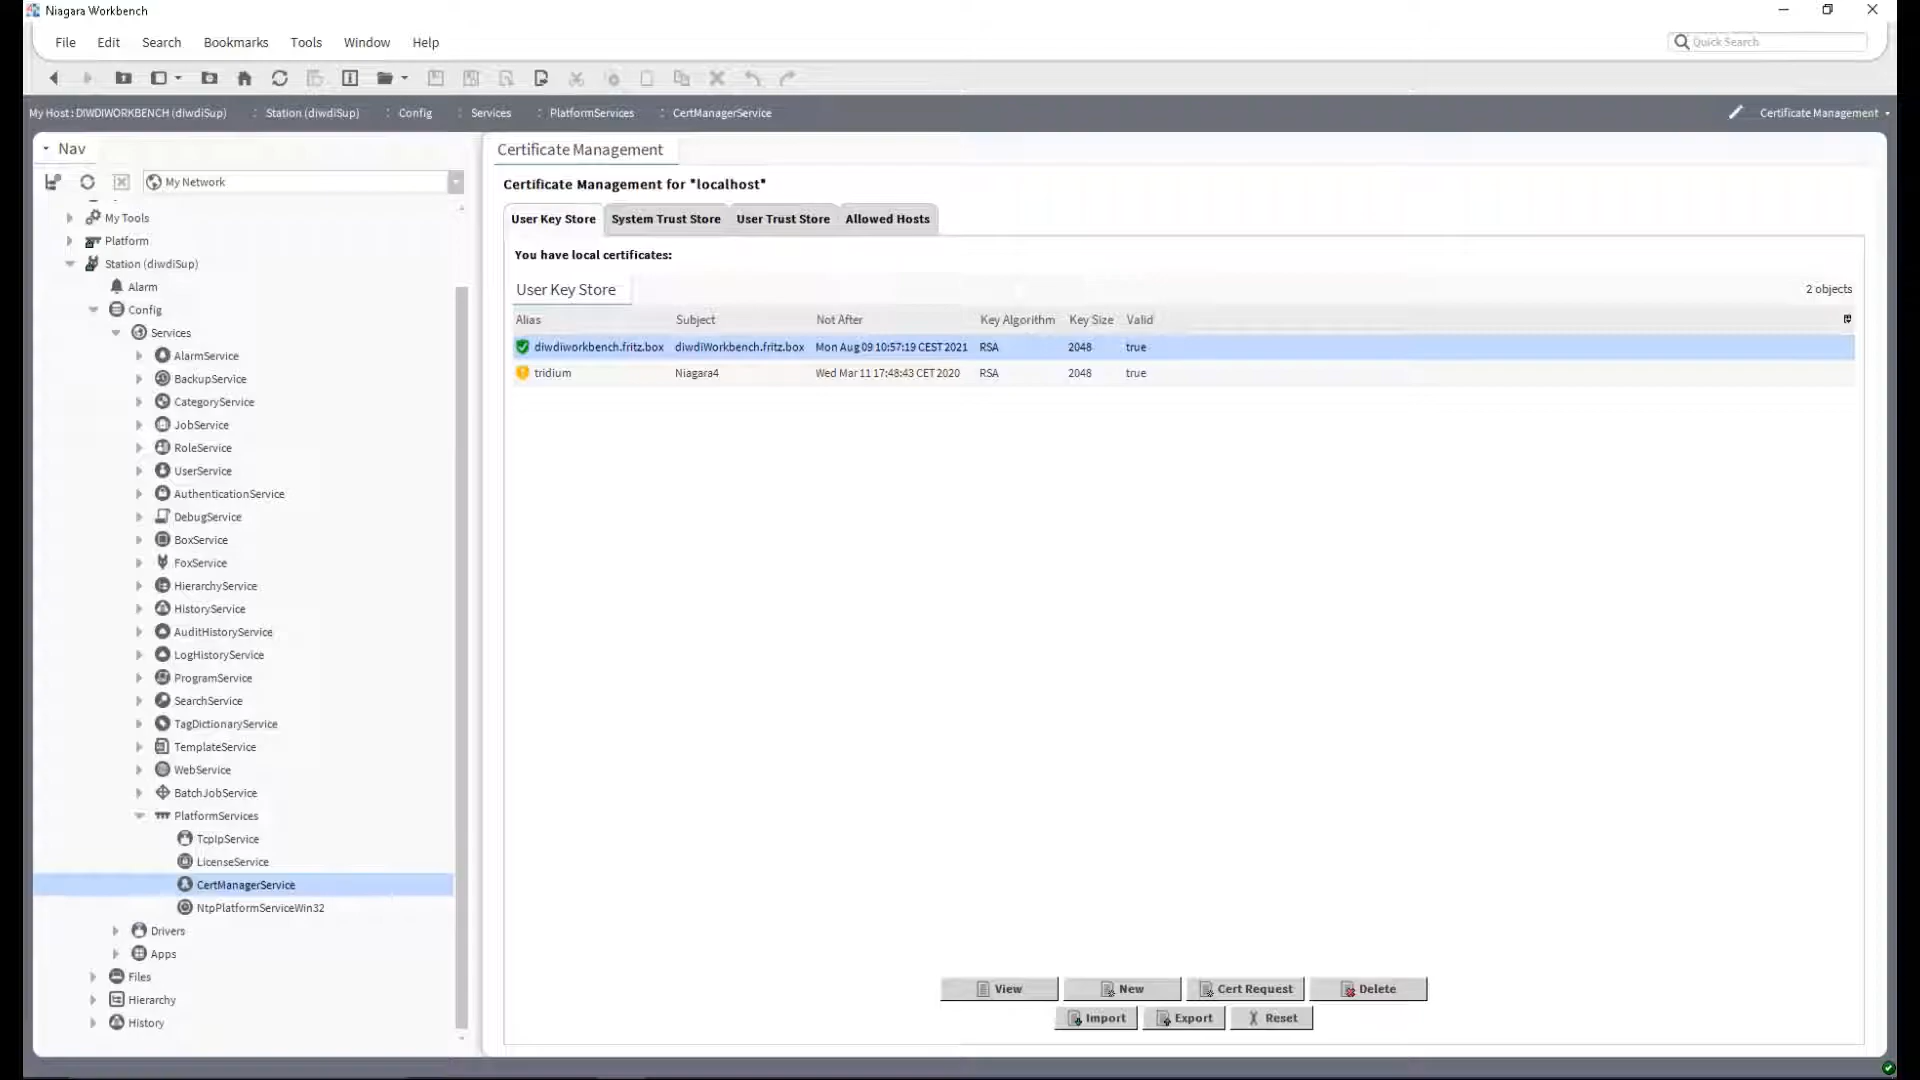 Niagara Workbench
File Edit Search Bookmarks Tools Window Help
Quick Search
My Host : DIWDIWORKBENCH (diwdiSup) : Station (diwdiSup) : Config : Services : PlatformServices : CertManagerService
Certificate Management
Nav
My Network
My Tools
Platform
Station (diwdiSup)
Alarm
Config
Services
AlarmService
BackupService
CategoryService
JobService
RoleService
UserService
AuthenticationService
DebugService
BoxService
FoxService
HierarchyService
HistoryService
AuditHistoryService
LogHistoryService
ProgramService
SearchService
TagDictionaryService
TemplateService
WebService
BatchJobService
PlatformServices
TcpIpService
LicenseService
CertManagerService
NtpPlatformServiceWin32
Drivers
Apps
Files
Hierarchy
History
Certificate Management
Certificate Management for "localhost"
User Key Store System Trust Store User Trust Store Allowed Hosts
You have local certificates:
User Key Store 2 objects
Alias Subject Not After Key Algorithm Key Size Valid
diwdiworkbench.fritz.box diwdiWorkbench.fritz.box Mon Aug 09 10:57:19 CEST 2021 RSA 2048 true
tridium Niagara4 Wed Mar 11 17:48:43 CET 2020 RSA 2048 true
View New Cert Request Delete
Import Export Reset